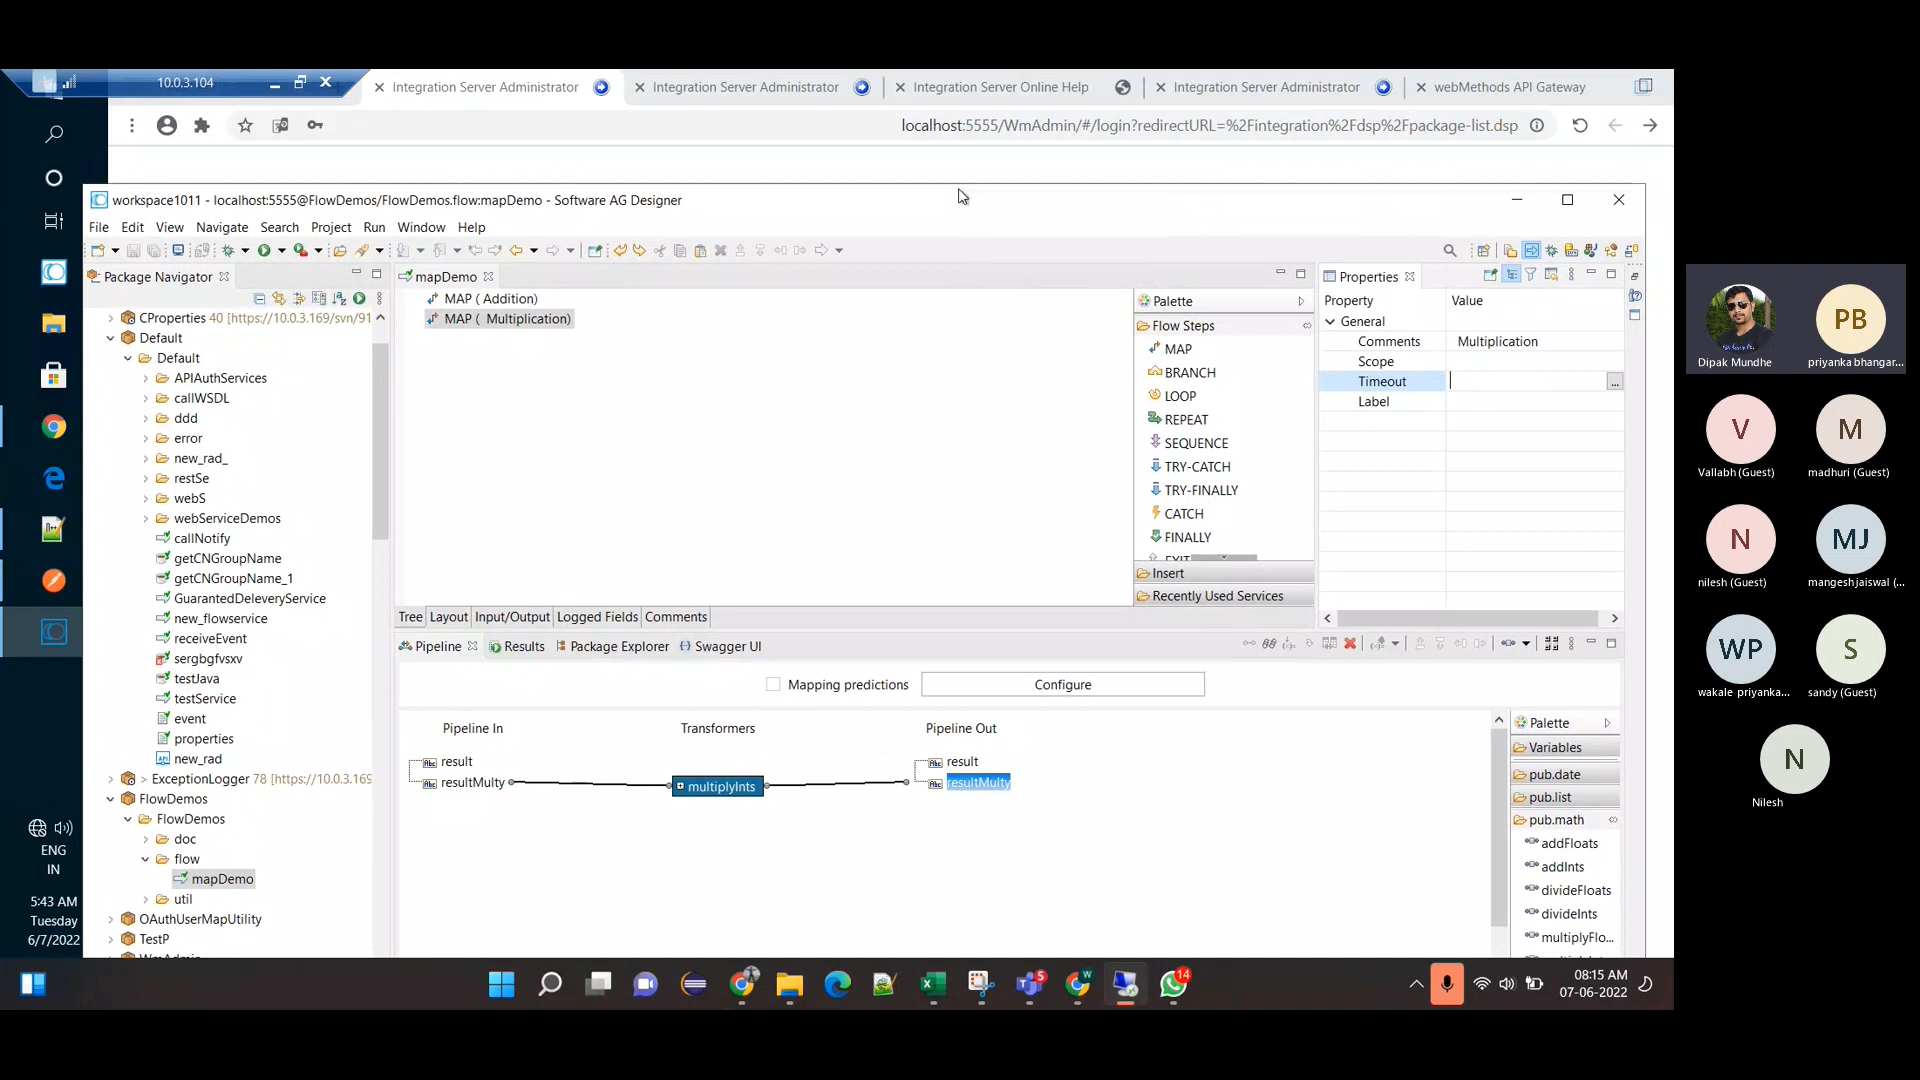 10.0.3.104
Integration Server Administrator
Integration Server Administrator
Integration Server Online Help
Integration Server Administrator
webMethods API Gateway
localhost:5555/WmAdmin/#/login?redirectURL=%2Fintegration%2Fdsp%2Fpackage-list.dsp
workspace1011 - localhost:5555@FlowDemos/FlowDemos.flow:mapDemo - Software AG Designer
File Edit View Navigate Search Project Run Window Help
Package Navigator
CProperties 40 [https://10.0.3.169/svn/91
Default
Default
APIAuthServices
callWSDL
ddd
error
new_rad_
restSe
webS
webServiceDemos
callNotify
getCNGroupName
getCNGroupName_1
GuarantedDeleveryService
new_flowservice
receiveEvent
sergbgfvsxv
testJava
testService
event
properties
new_rad
> ExceptionLogger 78 [https://10.0.3.169
FlowDemos
FlowDemos
doc
flow
mapDemo
util
OAuthUserMapUtility
TestP
mapDemo
MAP ( Addition)
MAP (  Multiplication)
Palette
Flow Steps
MAP
BRANCH
LOOP
REPEAT
SEQUENCE
TRY-CATCH
TRY-FINALLY
CATCH
FINALLY
EXIT
Insert
Recently Used Services
Tree Layout Input/Output Logged Fields Comments
Properties
Property Value
General
Comments Multiplication
Scope
Timeout
...
Label
Pipeline Results Package Explorer Swagger UI
Mapping predictions Configure
Pipeline In Transformers Pipeline Out
result
resultMulty
multiplyInts
result
resultMulty
Palette
Variables
pub.date
pub.list
pub.math
addFloats
addInts
divideFloats
divideInts
multiplyFlo...
ENG
IN
5:43 AM
Tuesday
6/7/2022
5
W
14
08:15 AM
07-06-2022
Dipak Mundhe
PB
priyanka bhangar...
V
Vallabh (Guest)
M
madhuri (Guest)
N
nilesh (Guest)
MJ
mangesh jaiswal (...
WP
wakale priyanka...
S
sandy (Guest)
N
Nilesh